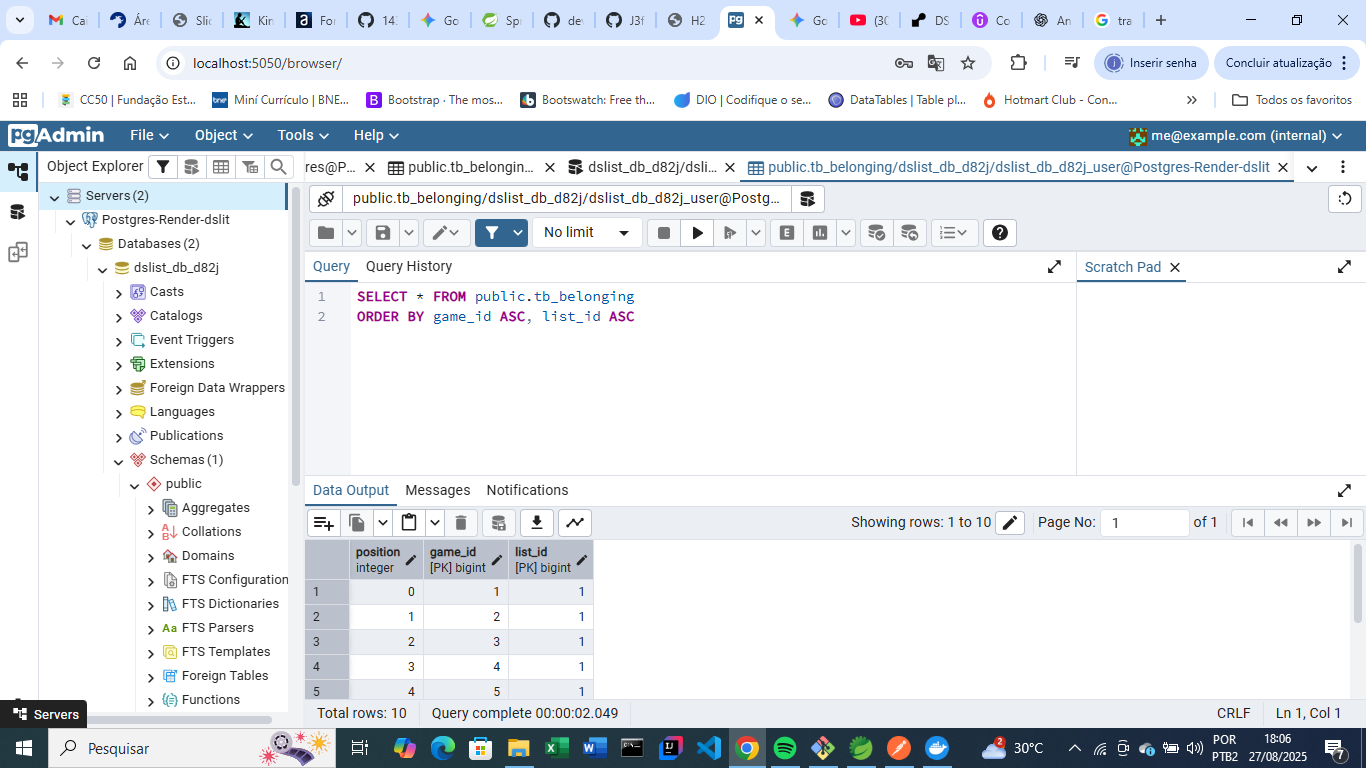 Cai
Áre
Slic
Kin
For
143
Go
Spr
dev
J3f
H2
Go
(30
DS
Co
An
tra
localhost:5050/browser/
Inserir senha
Concluir atualização
CC50 | Fundação Est...
Miní Currículo | BNE...
Bootstrap · The mos...
Bootswatch: Free th...
DIO | Codifique o se...
DataTables | Table pl...
Hotmart Club - Con...
Todos os favoritos
pgAdmin
File
Object
Tools
Help
me@example.com (internal)
Object Explorer
res@P...
public.tb_belongin...
dslist_db_d82j/dsli...
public.tb_belonging/dslist_db_d82j/dslist_db_d82j_user@Postgres-Render-dslit
Servers (2)
Postgres-Render-dslit
Databases (2)
dslist_db_d82j
Casts
Catalogs
Event Triggers
Extensions
Foreign Data Wrappers
Languages
Publications
Schemas (1)
public
Aggregates
Collations
Domains
FTS Configuration
FTS Dictionaries
FTS Parsers
FTS Templates
Foreign Tables
Functions
Servers
public.tb_belonging/dslist_db_d82j/dslist_db_d82j_user@Postg...
No limit
Query
Query History
Scratch Pad
1 SELECT * FROM public.tb_belonging
2 ORDER BY game_id ASC, list_id ASC
Data Output
Messages
Notifications
Showing rows: 1 to 10
Page No: 1 of 1
position game_id list_id
integer [PK] bigint [PK] bigint
1 0 1 1
2 1 2 1
3 2 3 1
4 3 4 1
5 4 5 1
Total rows: 10
Query complete 00:00:02.049
CRLF
Ln 1, Col 1
Pesquisar
2
30°C
POR
PTB2
18:06
27/08/2025
7